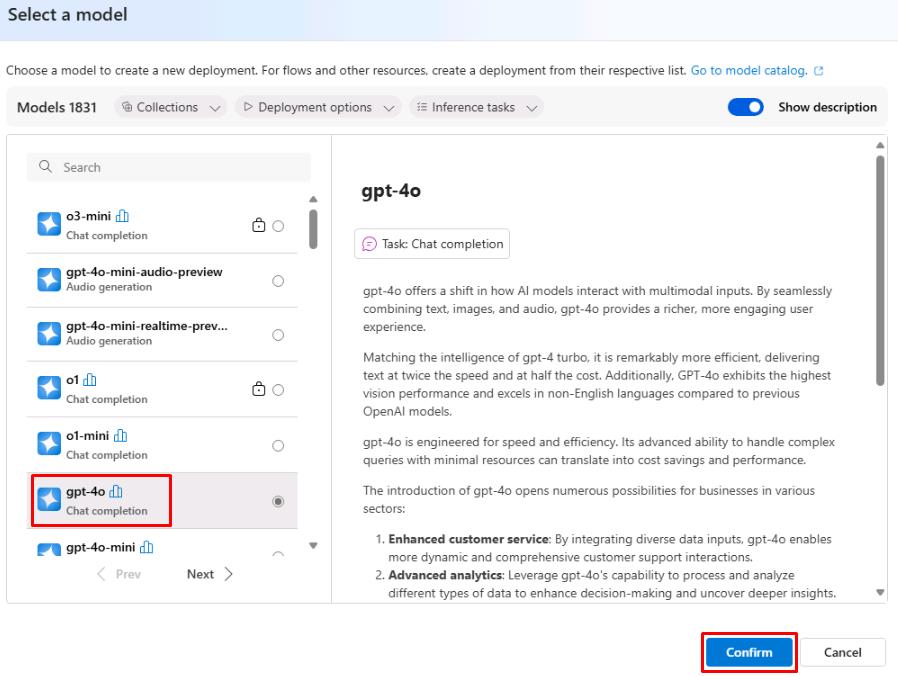 Select a model
Choose a model to create a new deployment. For flows and other resources, create a deployment from their respective list. Go to model catalog.
Models 1831 Collections Deployment options Inference tasks Show description
Search
o3-mini
Chat completion
gpt-4o-mini-audio-preview
Audio generation
gpt-4o-mini-realtime-prev...
Audio generation
o1
Chat completion
o1-mini
Chat completion
gpt-4o
Chat completion
gpt-4o-mini
Prev Next
gpt-4o
Task: Chat completion
gpt-4o offers a shift in how AI models interact with multimodal inputs. By seamlessly
combining text, images, and audio, gpt-4o provides a richer, more engaging user
experience.
Matching the intelligence of gpt-4 turbo, it is remarkably more efficient, delivering
text at twice the speed and at half the cost. Additionally, GPT-4o exhibits the highest
vision performance and excels in non-English languages compared to previous
OpenAI models.
gpt-4o is engineered for speed and efficiency. Its advanced ability to handle complex
queries with minimal resources can translate into cost savings and performance.
The introduction of gpt-4o opens numerous possibilities for businesses in various
sectors:
1. Enhanced customer service: By integrating diverse data inputs, gpt-4o enables
more dynamic and comprehensive customer support interactions.
2. Advanced analytics: Leverage gpt-4o's capability to process and analyze
different types of data to enhance decision-making and uncover deeper insights.
Confirm Cancel